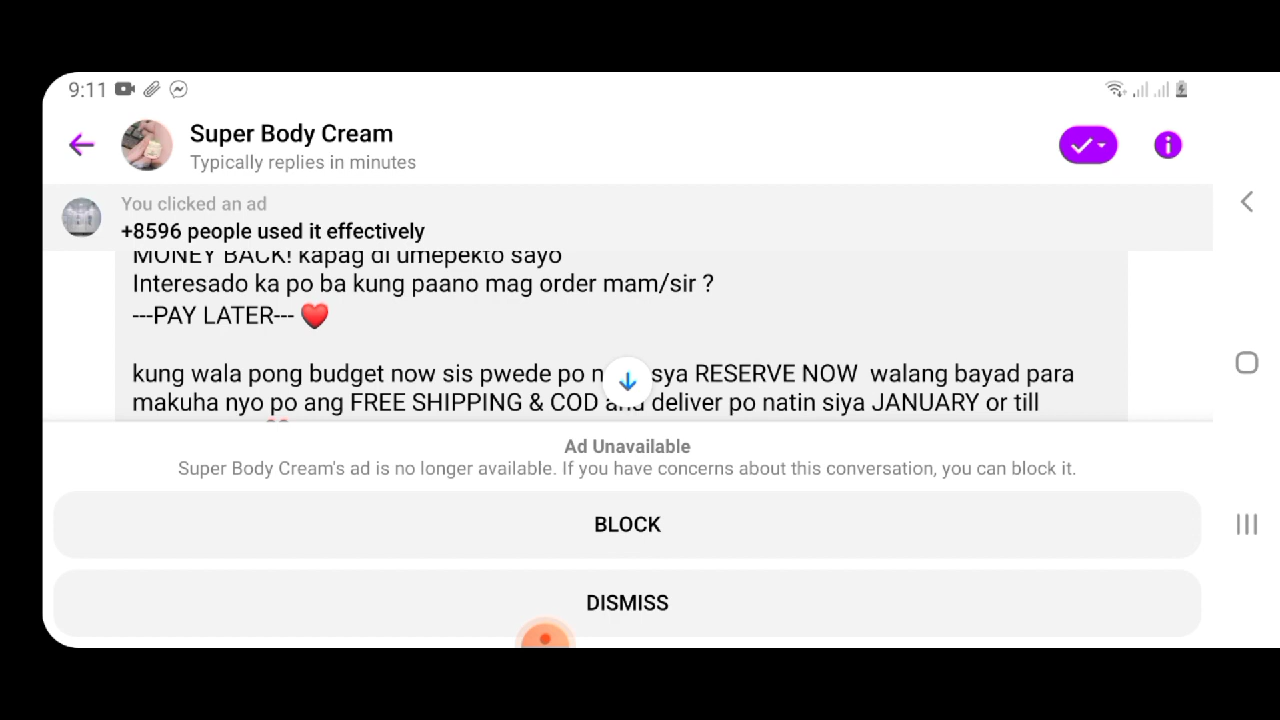 9:11
Super Body Cream
Typically replies in minutes
You clicked an ad
+8596 people used it effectively
MONEY BACK! kapag di umepekto sayo
Interesado ka po ba kung paano mag order mam/sir ?
---PAY LATER--- ❤️
kung wala pong budget now sis pwede po sya RESERVE NOW walang bayad para
makuha nyo po ang FREE SHIPPING & COD and deliver po natin siya JANUARY or till
Ad Unavailable
Super Body Cream's ad is no longer available. If you have concerns about this conversation, you can block it.
BLOCK
DISMISS